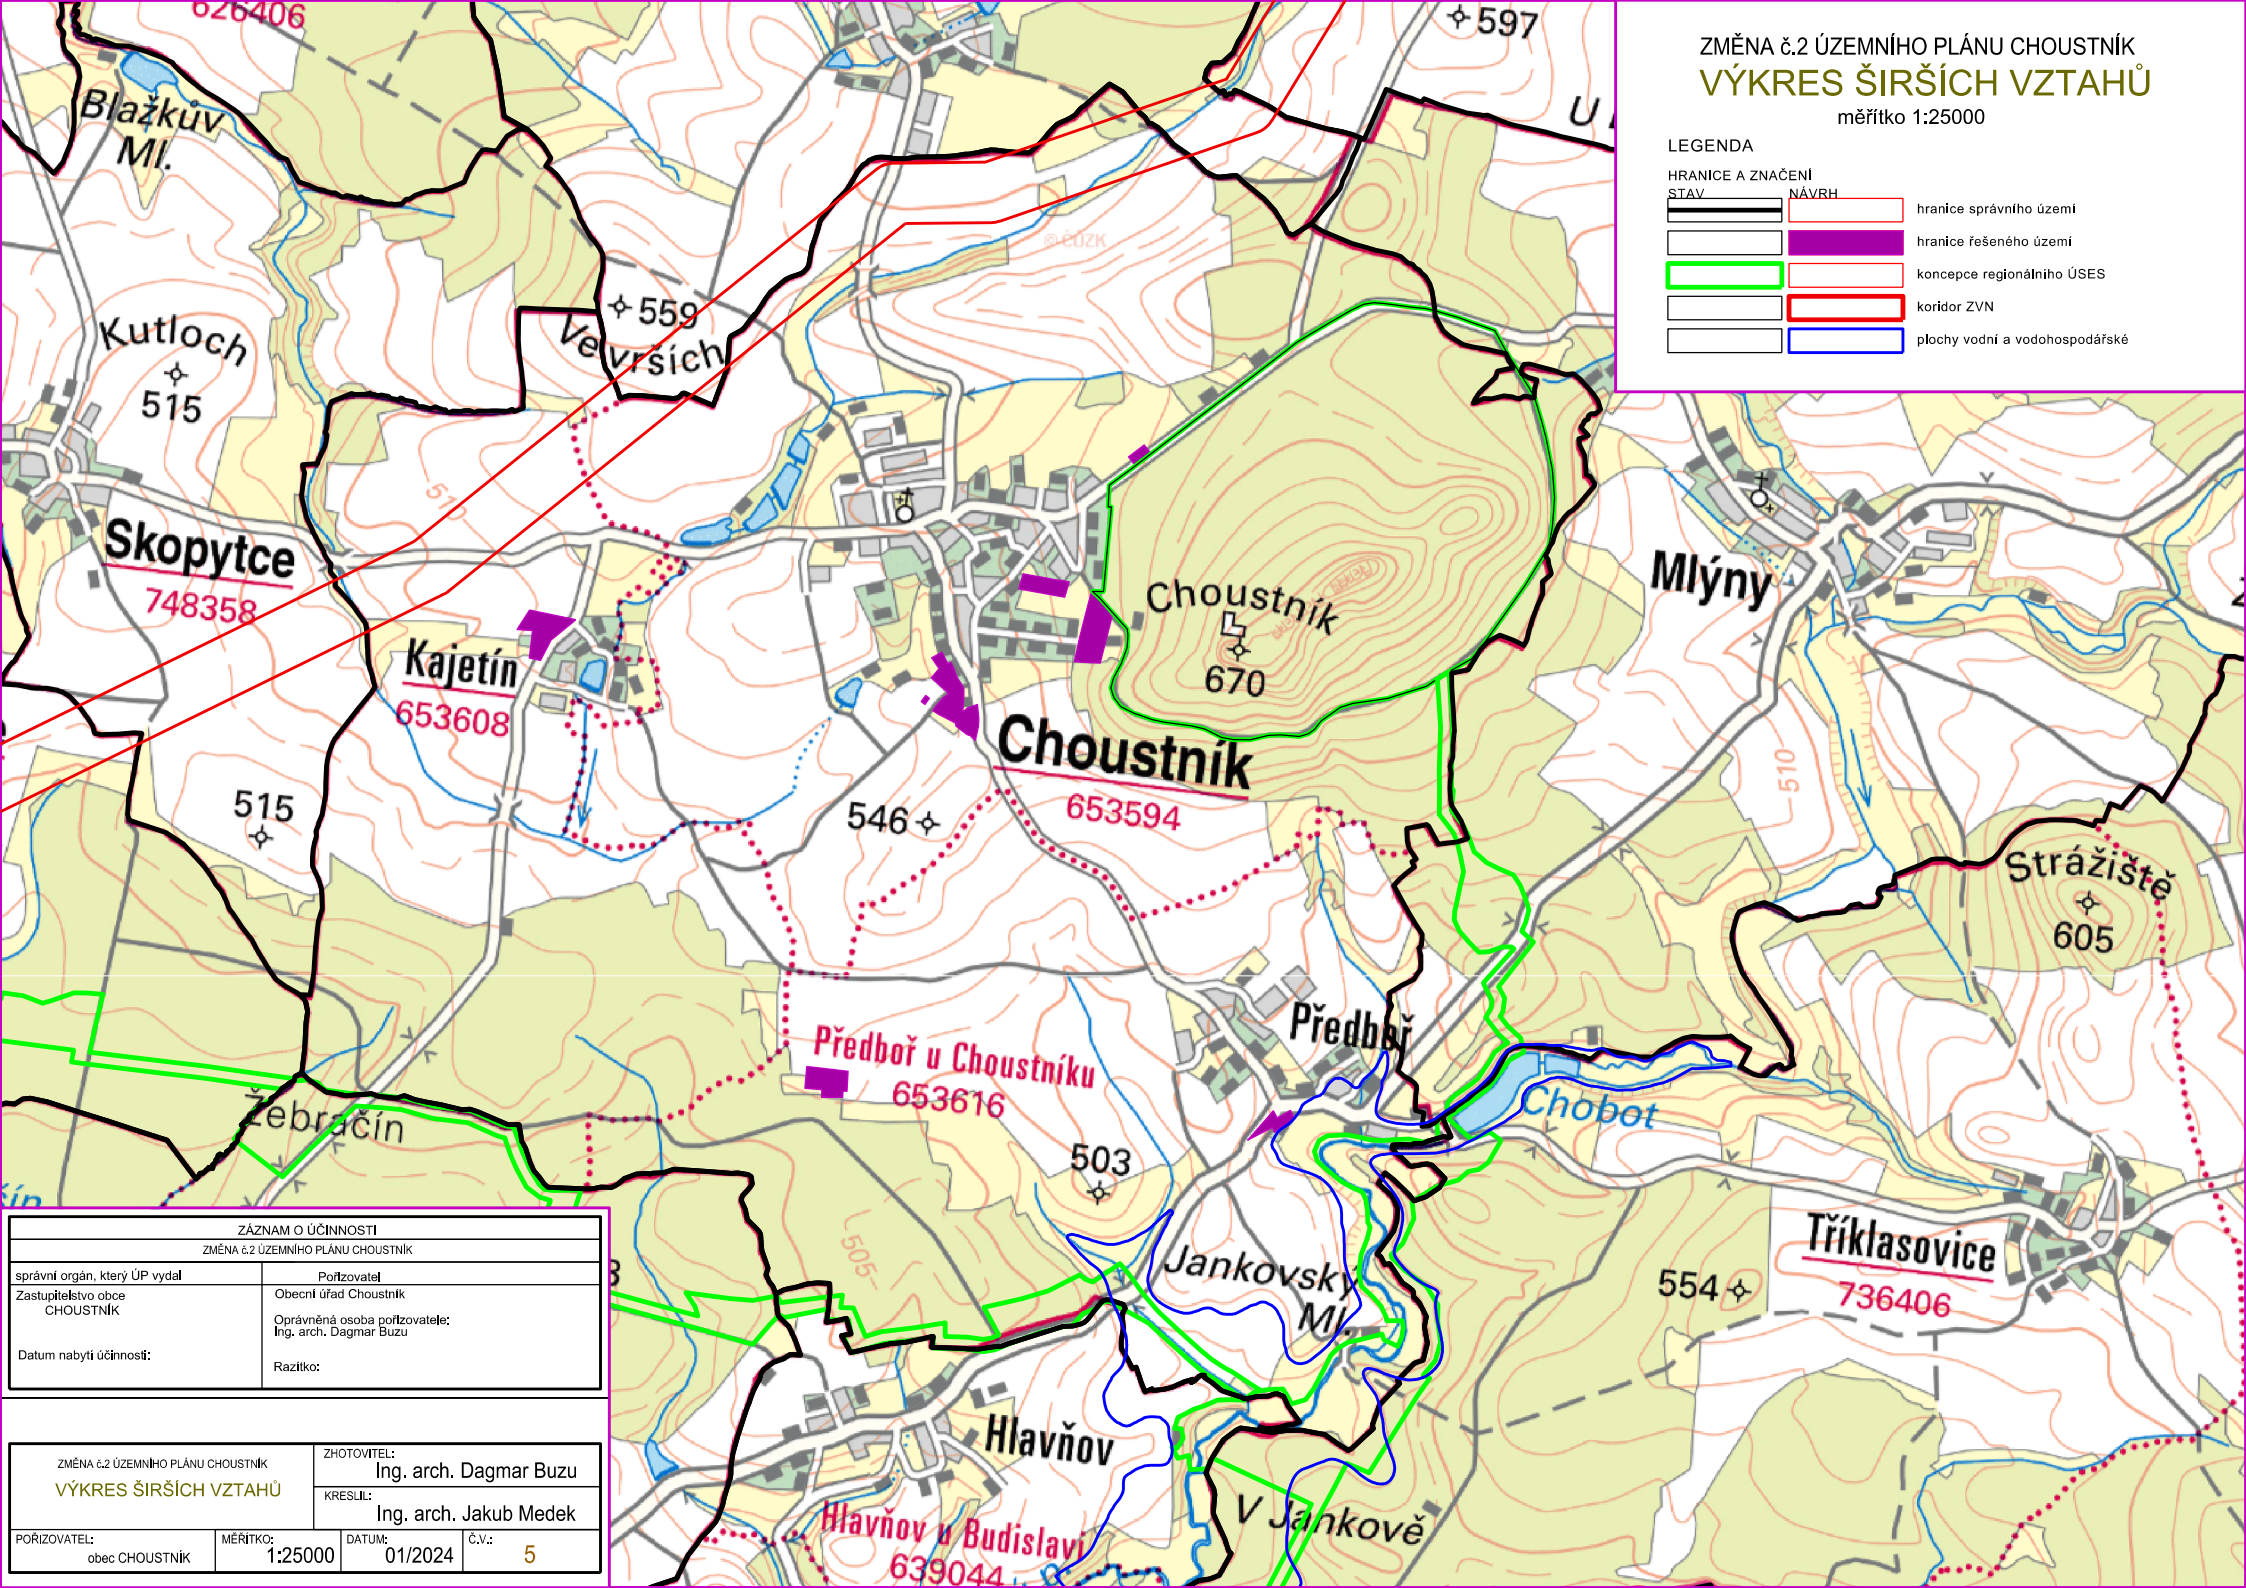 626406
597
Blažkův
Ml.
U
© ČÚZK
559
Ve vrších
Kutloch
515
Skopytce
748358
Kajetín
653608
Choustník
670
Choustník
653594
546
515
Mlýny
510
Strážiště
605
Předboř
Předboř u Choustníku
653616
503
Chobot
Žebračín
505
Jankovský
Ml.
Tříklasovice
736406
554
Hlavňov
Hlavňov u Budislavi
639044
V Jankově
ZMĚNA č.2 ÚZEMNÍHO PLÁNU CHOUSTNÍK
VÝKRES ŠIRŠÍCH VZTAHŮ
měřítko 1:25000
LEGENDA
HRANICE A ZNAČENÍ
STAV NÁVRH
hranice správního území
hranice řešeného území
koncepce regionálního ÚSES
koridor ZVN
plochy vodní a vodohospodářské
ZÁZNAM O ÚČINNOSTI
ZMĚNA č.2 ÚZEMNÍHO PLÁNU CHOUSTNÍK
správní orgán, který ÚP vydal
Zastupitelstvo obce
CHOUSTNÍK
Datum nabytí účinnosti:
Pořizovatel
Obecní úřad Choustník
Oprávněná osoba pořizovatele:
Ing. arch. Dagmar Buzu
Razítko:
ZMĚNA č.2 ÚZEMNÍHO PLÁNU CHOUSTNÍK
VÝKRES ŠIRŠÍCH VZTAHŮ
ZHOTOVITEL:
Ing. arch. Dagmar Buzu
KRESLIL:
Ing. arch. Jakub Medek
POŘIZOVATEL:
obec CHOUSTNÍK
MĚŘÍTKO:
1:25000
DATUM:
01/2024
Č.V.:
5